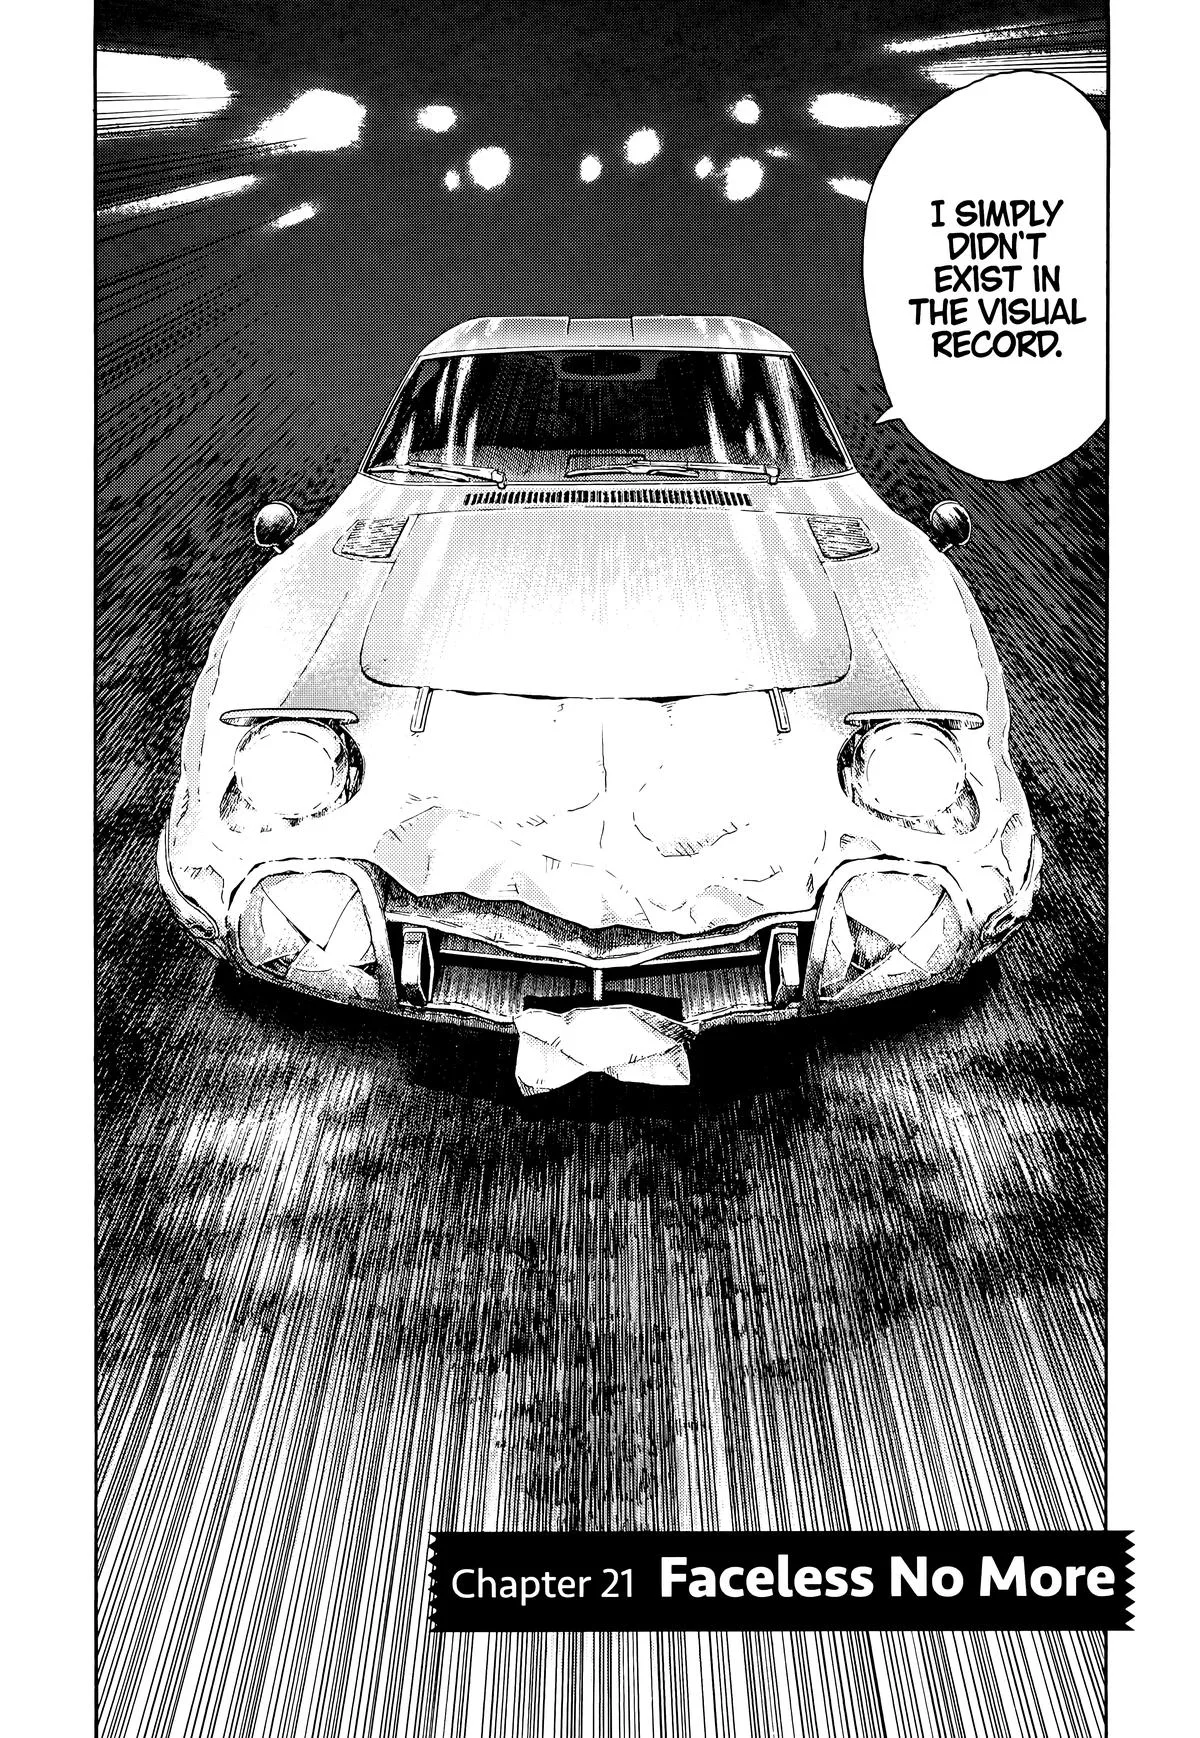 I SIMPLY
DIDN'T
EXIST IN
THE VISUAL
RECORD.
Chapter 21 Faceless No More